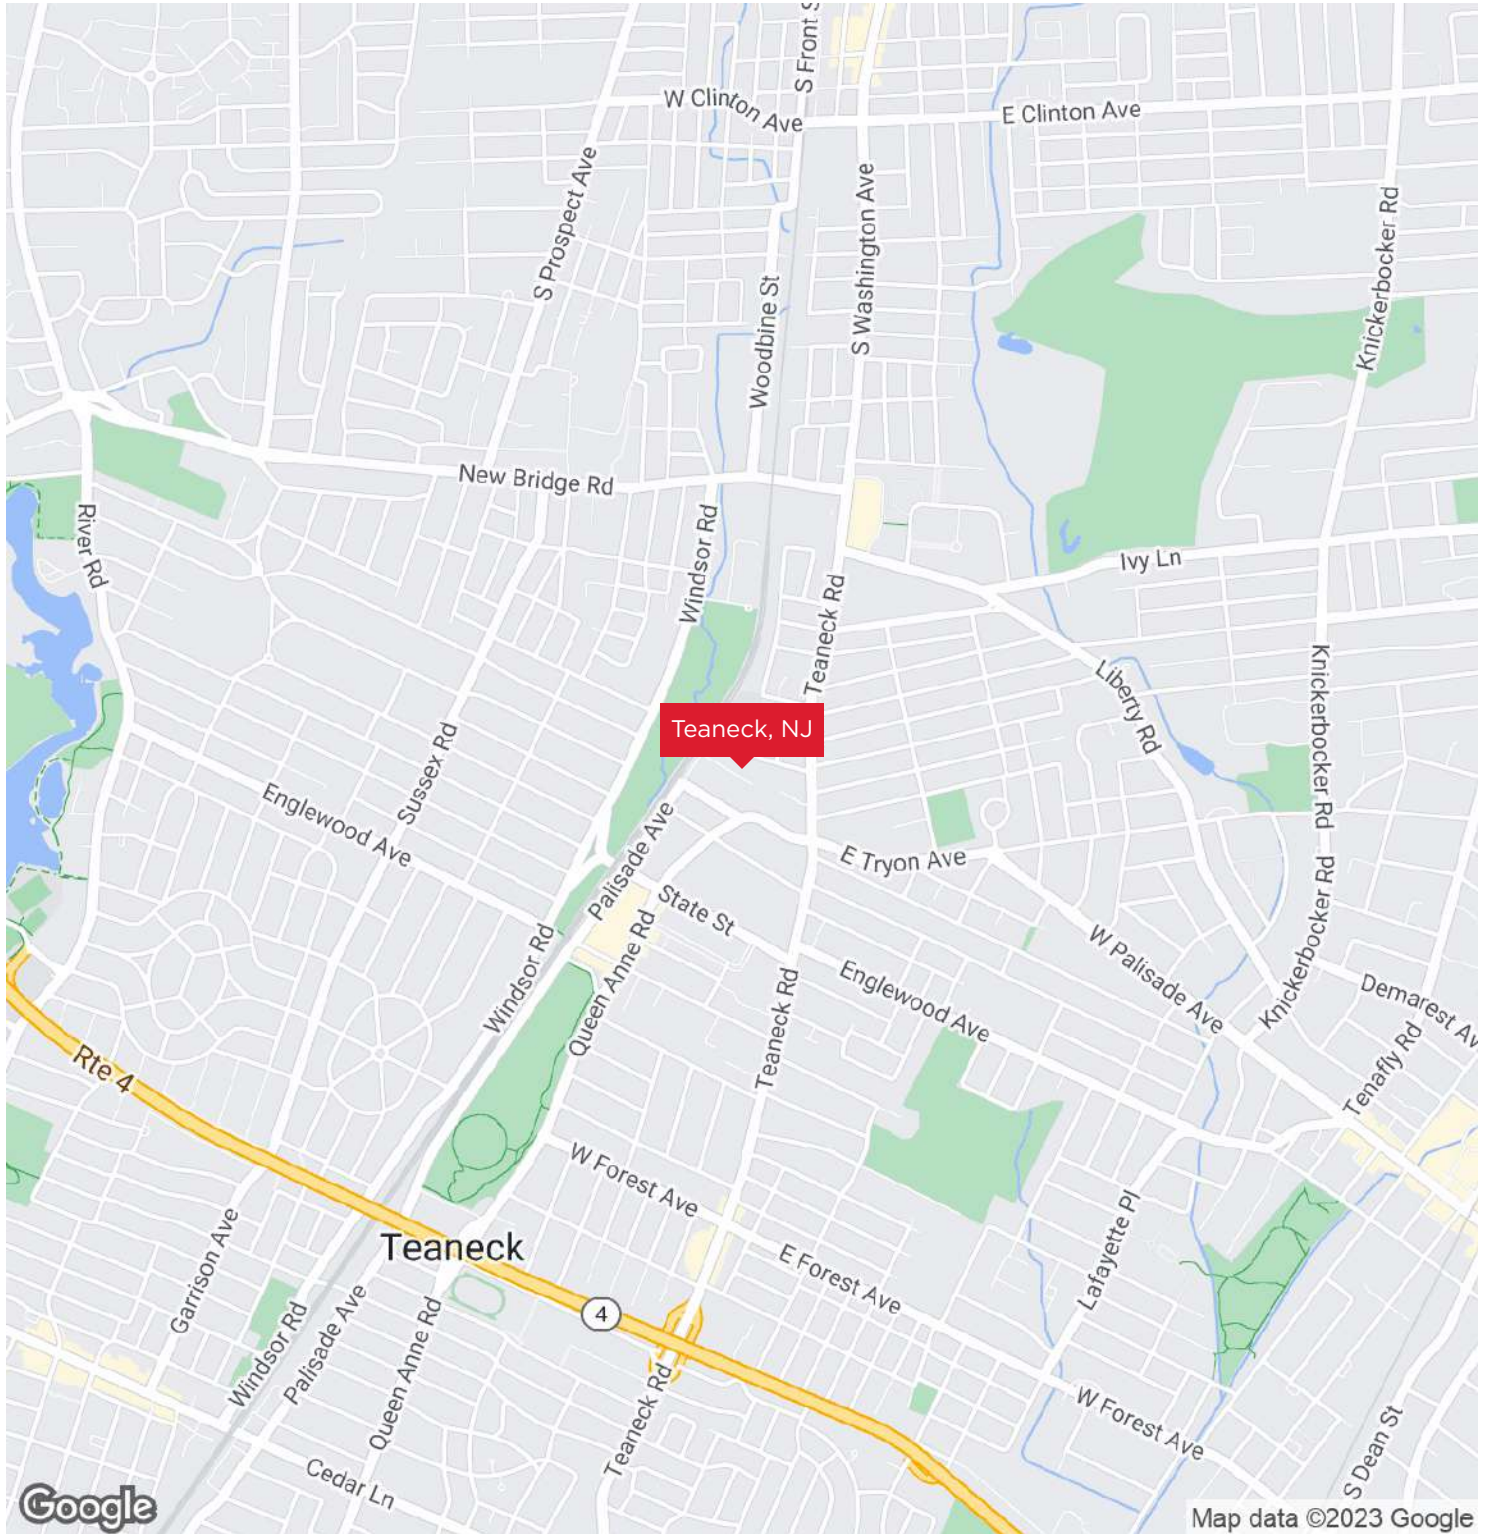 S Front S
W Clinton Ave
E Clinton Ave
S Prospect Ave
S Washington Ave
Knickerbocker Rd
Woodbine St
New Bridge Rd
River Rd
Windsor Rd
Ivy Ln
Teaneck Rd
Liberty Rd
Knickerbocker Rd
Teaneck, NJ
Sussex Rd
Englewood Ave
Palisade Ave
E Tryon Ave
State St
Knickerbocker Rd
Windsor Rd
Queen Anne Rd
W Palisade Ave
Englewood Ave
Demarest Av
Teaneck Rd
Rte 4
Tenafly Rd
W Forest Ave
Lafayette Pl
Teaneck
Garrison Ave
E Forest Ave
4
Windsor Rd
Palisade Ave
Queen Anne Rd
Teaneck Rd
W Forest Ave
S Dean St
Cedar Ln
Google
Map data ©2023 Google